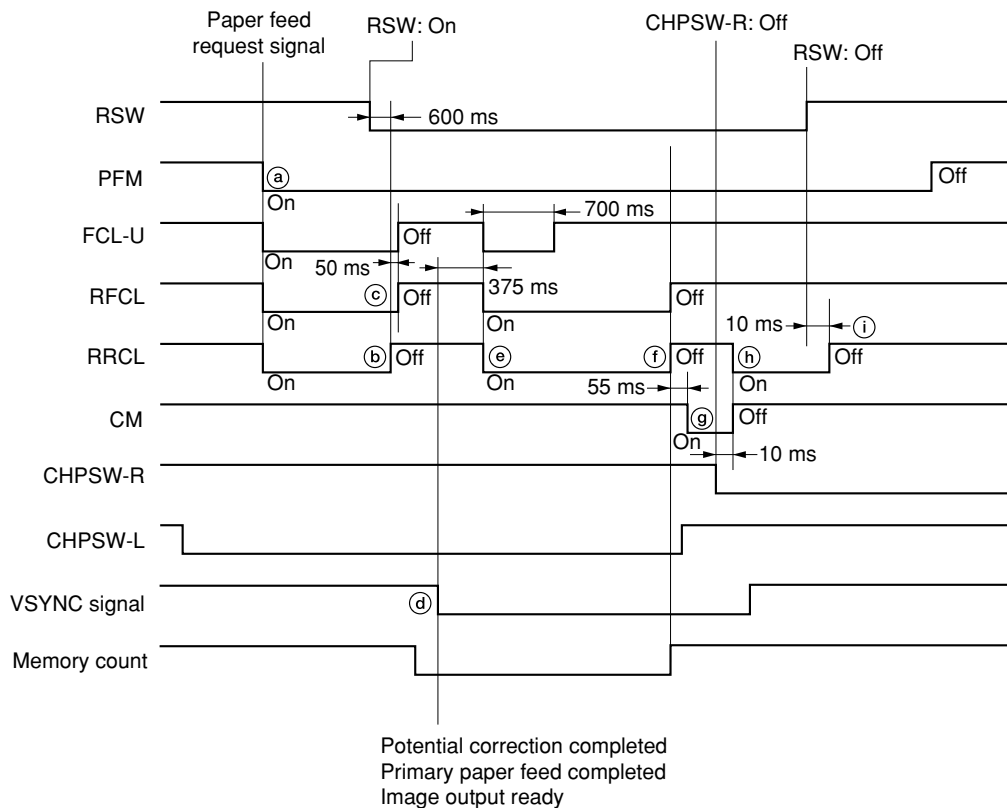 Paper feed
request signal
RSW: On
CHPSW-R: Off
RSW: Off
RSW
600 ms
PFM
a
On
Off
700 ms
FCL-U
On
Off
50 ms
375 ms
RFCL
c
On
Off
On
Off
10 ms
i
RRCL
On
b
Off
e
On
f
Off
h
On
Off
55 ms
CM
g
On
Off
10 ms
CHPSW-R
CHPSW-L
VSYNC signal
d
Memory count
Potential correction completed
Primary paper feed completed
Image output ready